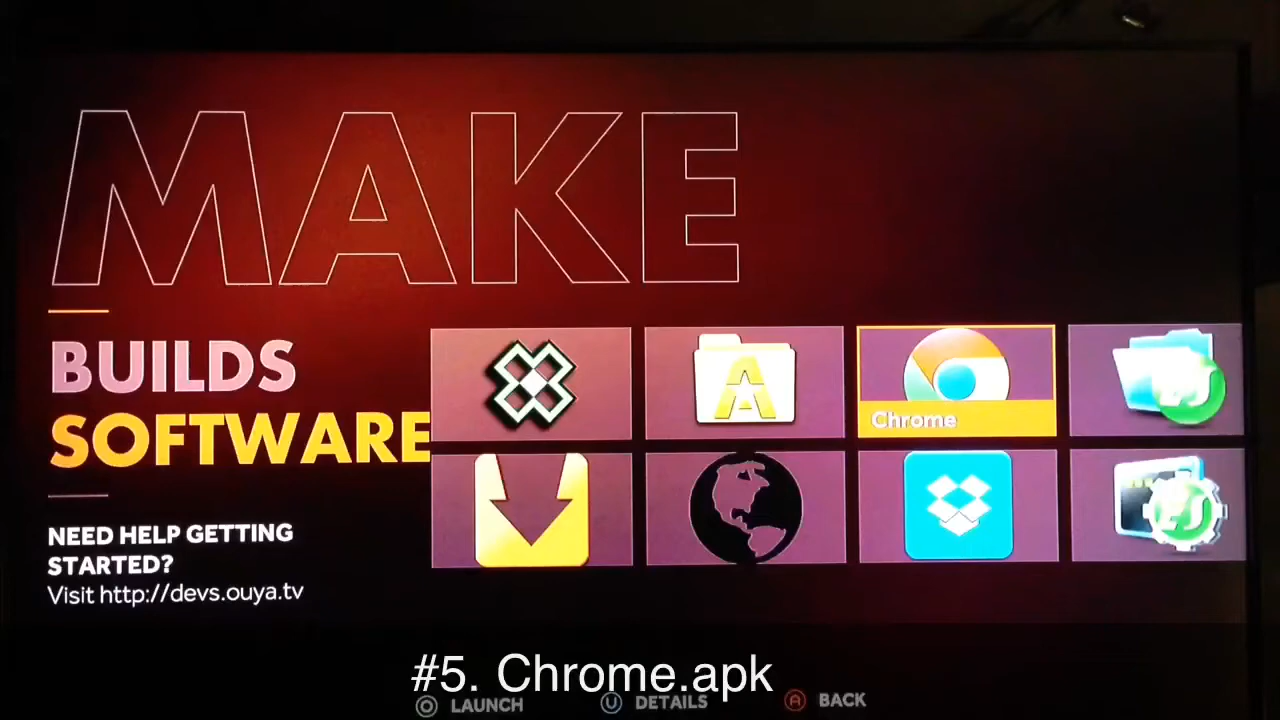 MAKE
BUILDS
SOFTWARE
NEED HELP GETTING
STARTED?
Visit http://devs.ouya.tv
Chrome
#5. Chrome.apk
O LAUNCH
U DETAILS
A BACK